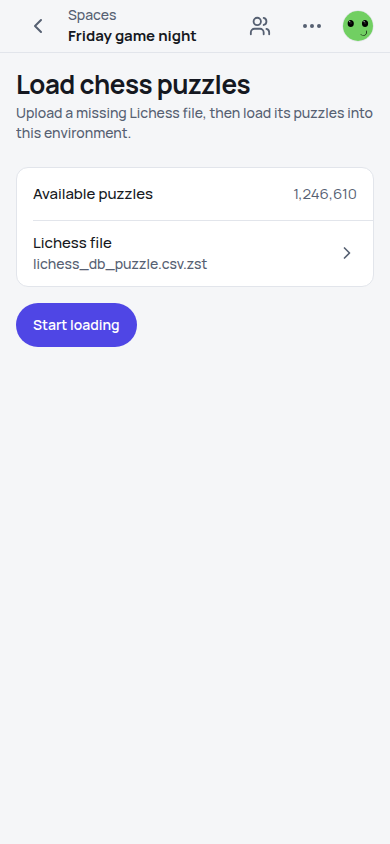 Spaces
Friday game night
Load chess puzzles
Upload a missing Lichess file, then load its puzzles into
this environment.
Available puzzles 1,246,610
Lichess file
lichess_db_puzzle.csv.zst
Start loading